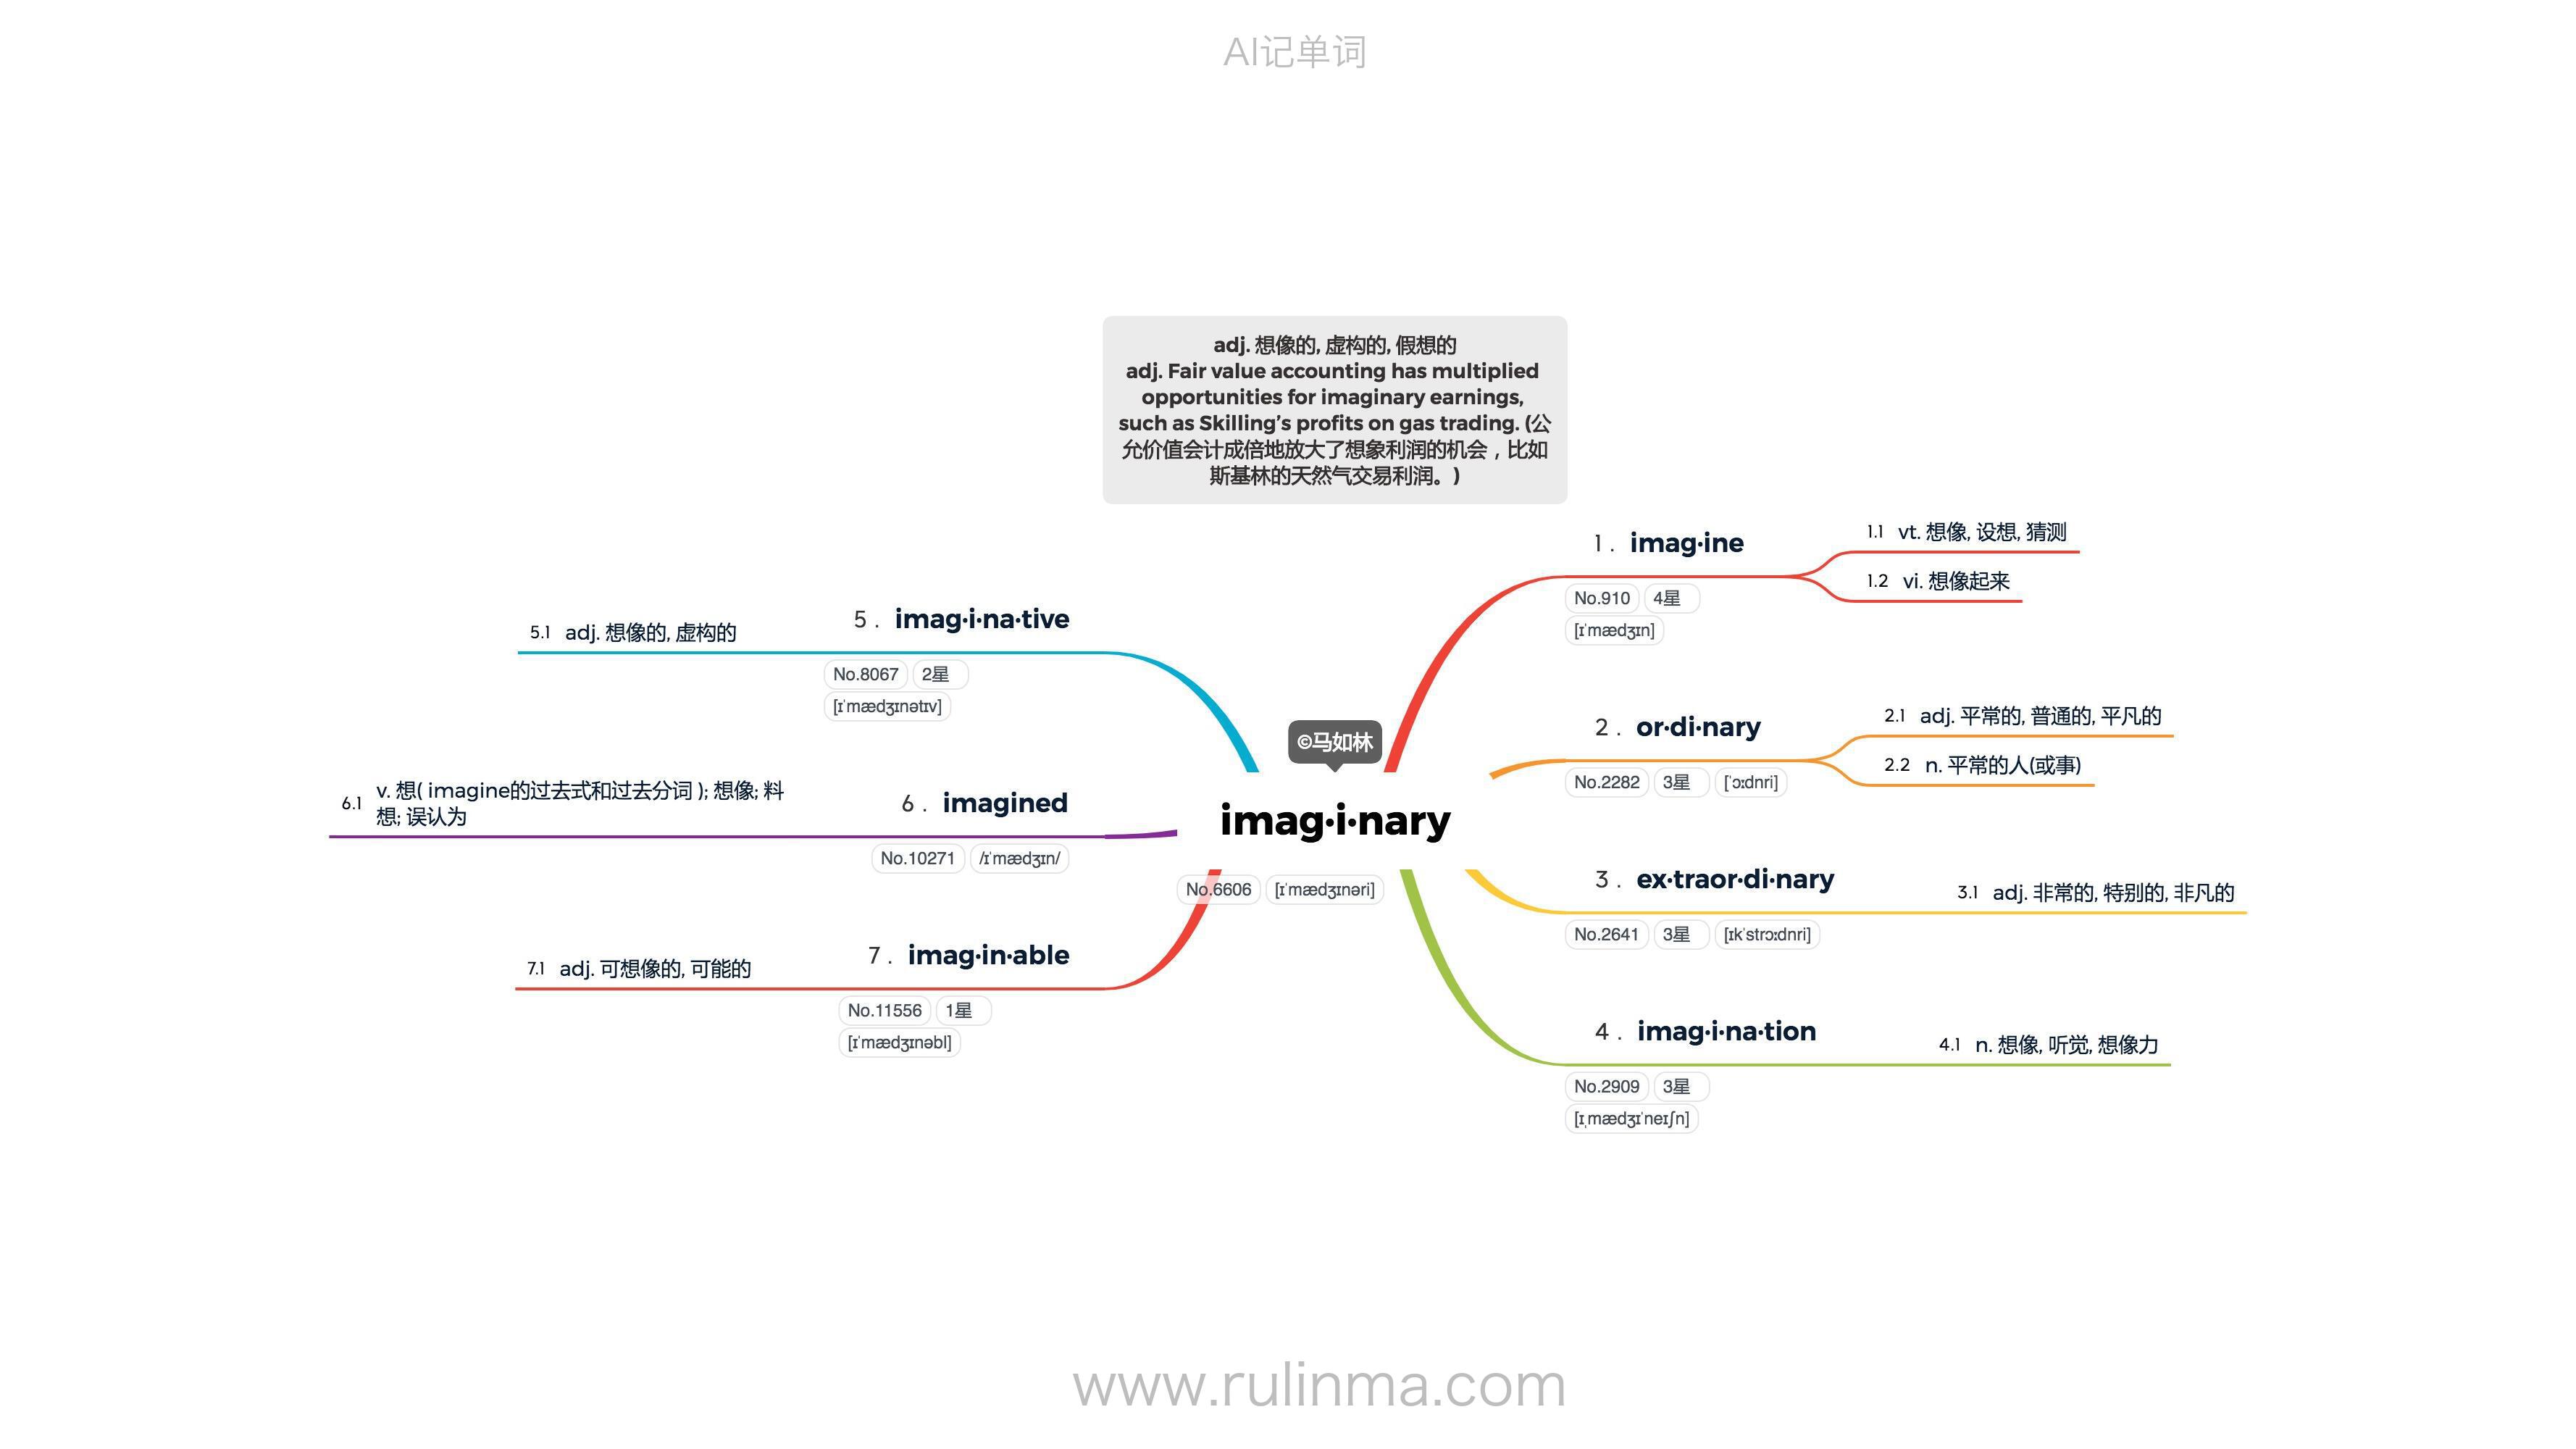 AI记单词
adj. 想像的, 虚构的, 假想的
adj. Fair value accounting has multiplied
opportunities for imaginary earnings,
such as Skilling’s profits on gas trading. (公
允价值会计成倍地放大了想象利润的机会，比如
斯基林的天然气交易利润。)
©马如林
imag·i·nary
No.6606 [ɪˈmædʒɪnəri]
1 . imag·ine
No.910 4星
[ɪˈmædʒɪn]
1.1 vt. 想像, 设想, 猜测
1.2 vi. 想像起来
2 . or·di·nary
No.2282 3星 [ˈɔːdnri]
2.1 adj. 平常的, 普通的, 平凡的
2.2 n. 平常的人(或事)
3 . ex·traor·di·nary
No.2641 3星 [ɪkˈstrɔːdnri]
3.1 adj. 非常的, 特别的, 非凡的
4 . imag·i·na·tion
No.2909 3星
[ɪˌmædʒɪˈneɪʃn]
4.1 n. 想像, 听觉, 想像力
5 . imag·i·na·tive
No.8067 2星
[ɪˈmædʒɪnətɪv]
5.1 adj. 想像的, 虚构的
6 . imagined
No.10271 /ɪˈmædʒɪn/
6.1 v. 想( imagine的过去式和过去分词 ); 想像; 料
想; 误认为
7 . imag·in·able
No.11556 1星
[ɪˈmædʒɪnəbl]
7.1 adj. 可想像的, 可能的
www.rulinma.com